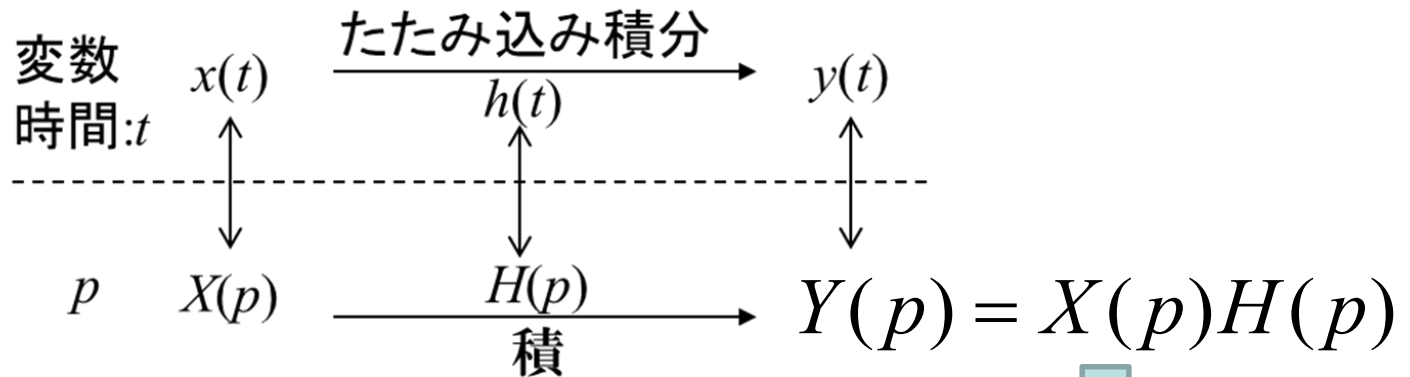 変数
時間:t
x(t)
たたみ込み積分
h(t)
y(t)
p
X(p)
H(p)
積
Y(p) = X(p)H(p)